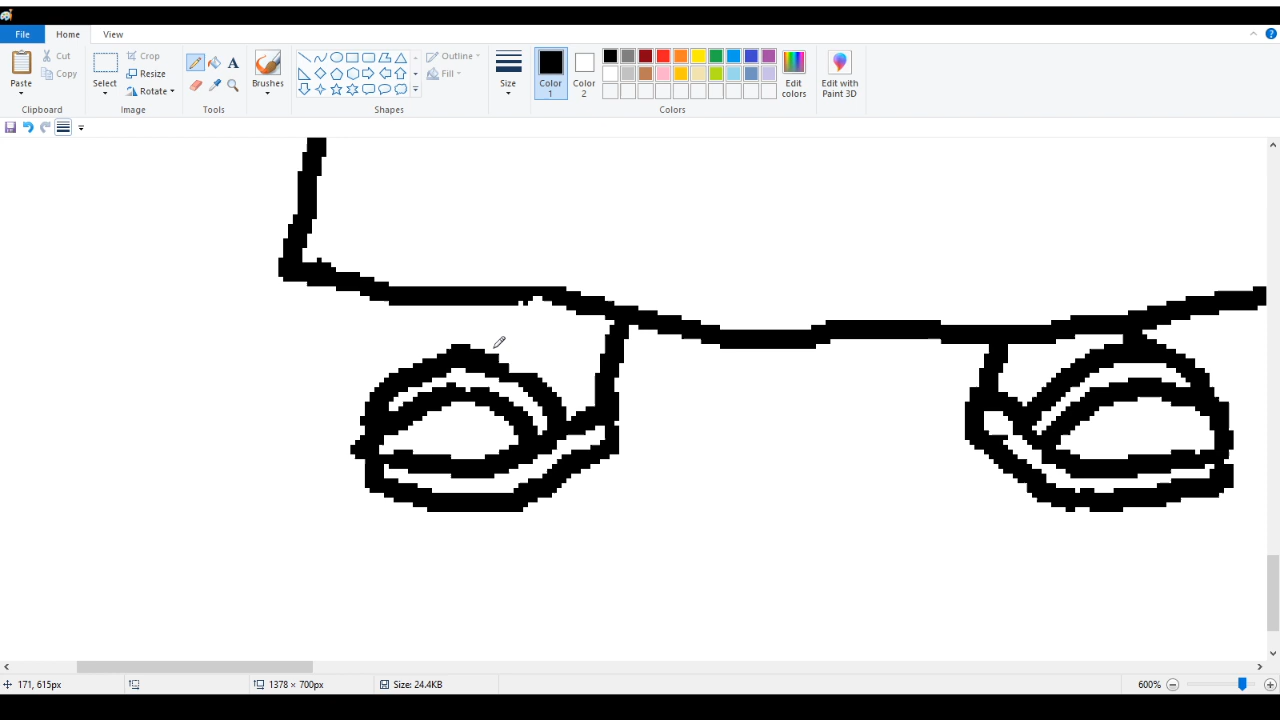 File Home View
Paste Cut Copy Select Crop Resize Rotate A Brushes Outline Fill Size Color 1 Color 2 Edit colors Edit with Paint 3D
Clipboard Image Tools Shapes Colors
171, 615px 1378 × 700px Size: 24.4KB 600%